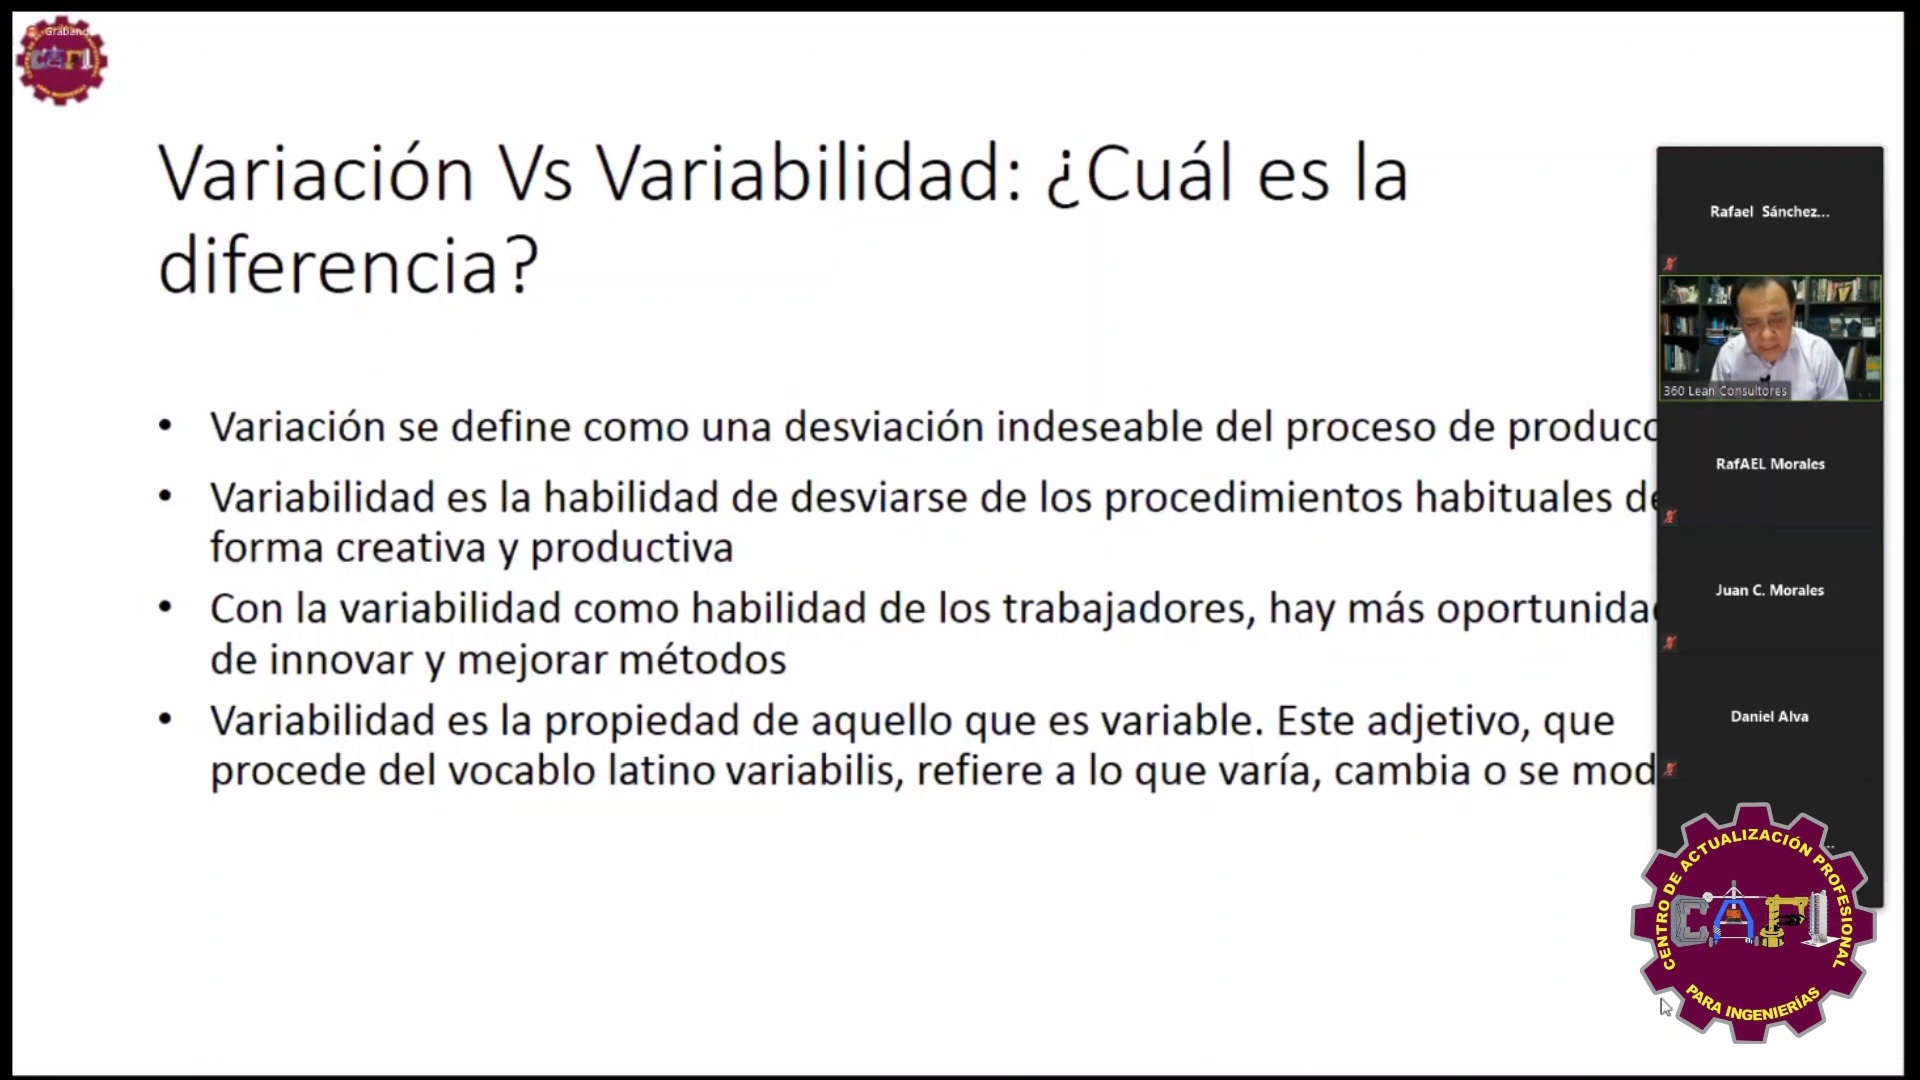 Grabando
Variación Vs Variabilidad: ¿Cuál es la
diferencia?
Variación se define como una desviación indeseable del proceso de producc
Variabilidad es la habilidad de desviarse de los procedimientos habituales de
forma creativa y productiva
Con la variabilidad como habilidad de los trabajadores, hay más oportunidad
de innovar y mejorar métodos
Variabilidad es la propiedad de aquello que es variable. Este adjetivo, que
procede del vocablo latino variabilis, refiere a lo que varía, cambia o se mod
Rafael Sánchez...
360 Lean Consultores
RafAEL Morales
Juan C. Morales
Daniel Alva
CENTRO DE ACTUALIZACIÓN PROFESIONAL
CAPI
PARA INGENIERÍAS